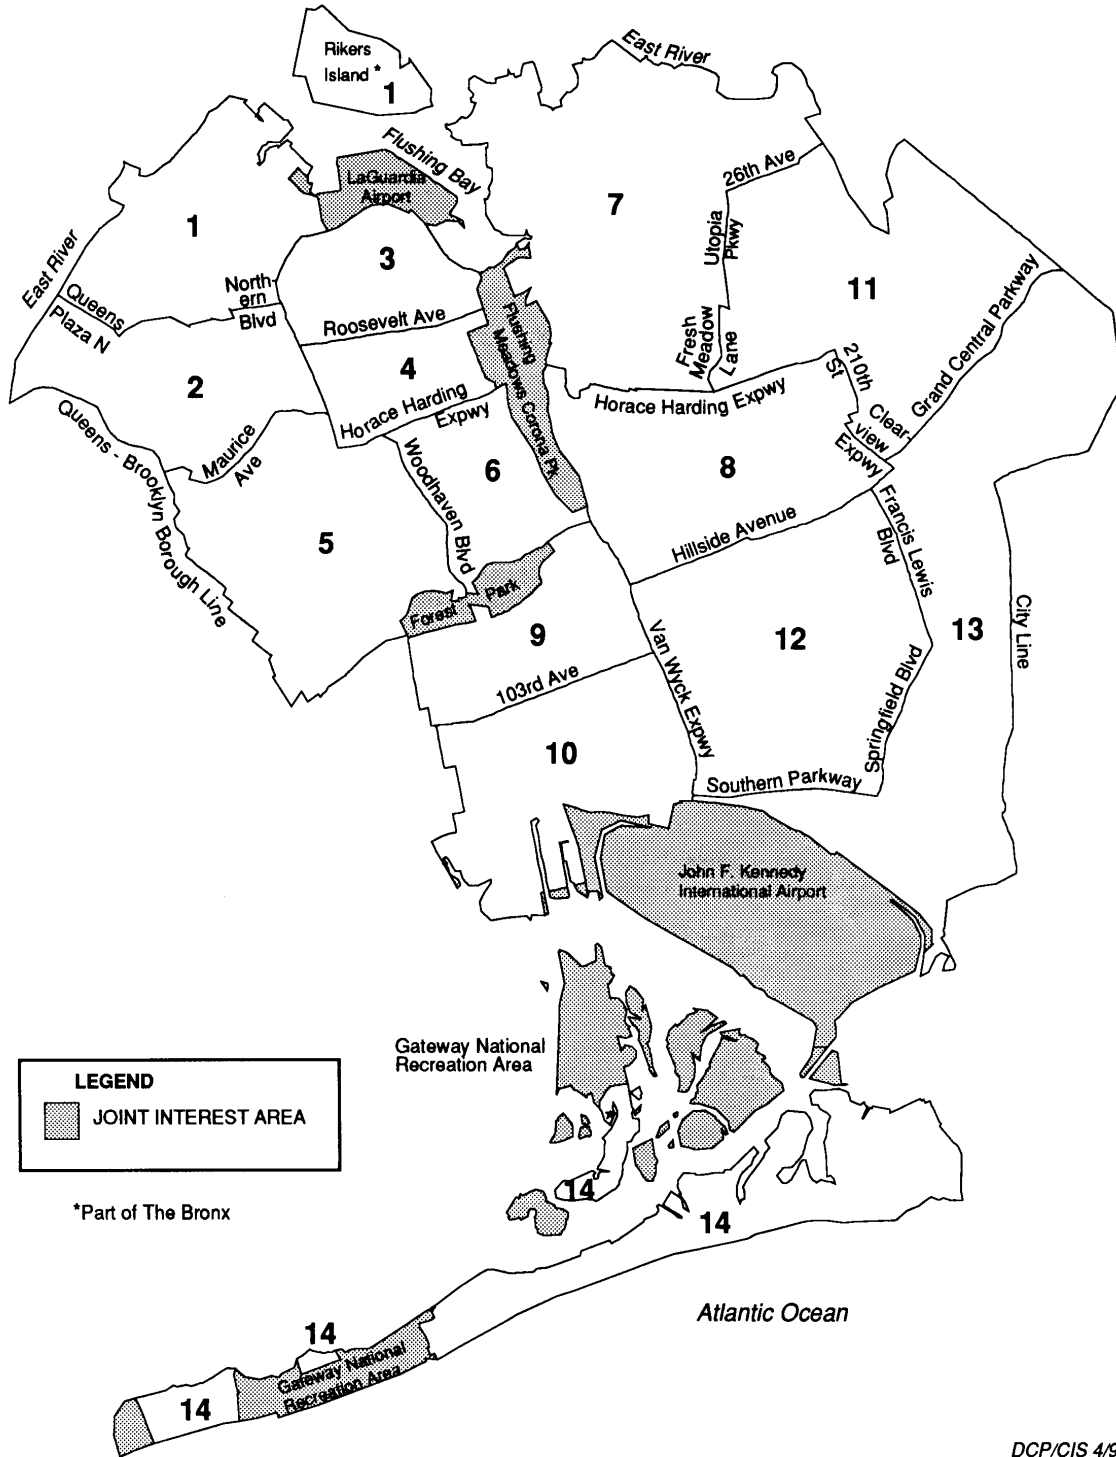 Rikers
Island *
1
East River
Flushing Bay
LaGuardia
Airport
26th Ave
7
1
3
Utopia
Pkwy
East River
North-
ern
Blvd
11
Queens
Plaza N
Roosevelt Ave
Flushing
Meadows Corona Pk
Fresh
Meadow
Lane
210th
St
Grand Central Parkway
4
2
Horace Harding
Expwy
Horace Harding Expwy
Clear-
view
Expwy
Queens - Brooklyn Borough Line
Maurice
Ave
Woodhaven Blvd
6
8
Francis Lewis
Blvd
5
Hillside Avenue
Forest
Park
9
Van Wyck Expwy
12
13
City Line
103rd Ave
Springfield Blvd
10
Southern Parkway
John F. Kennedy
International Airport
Gateway National
Recreation Area
LEGEND
JOINT INTEREST AREA
*Part of The Bronx
14
14
Atlantic Ocean
14
Gateway National
Recreation Area
14
DCP/CIS 4/9